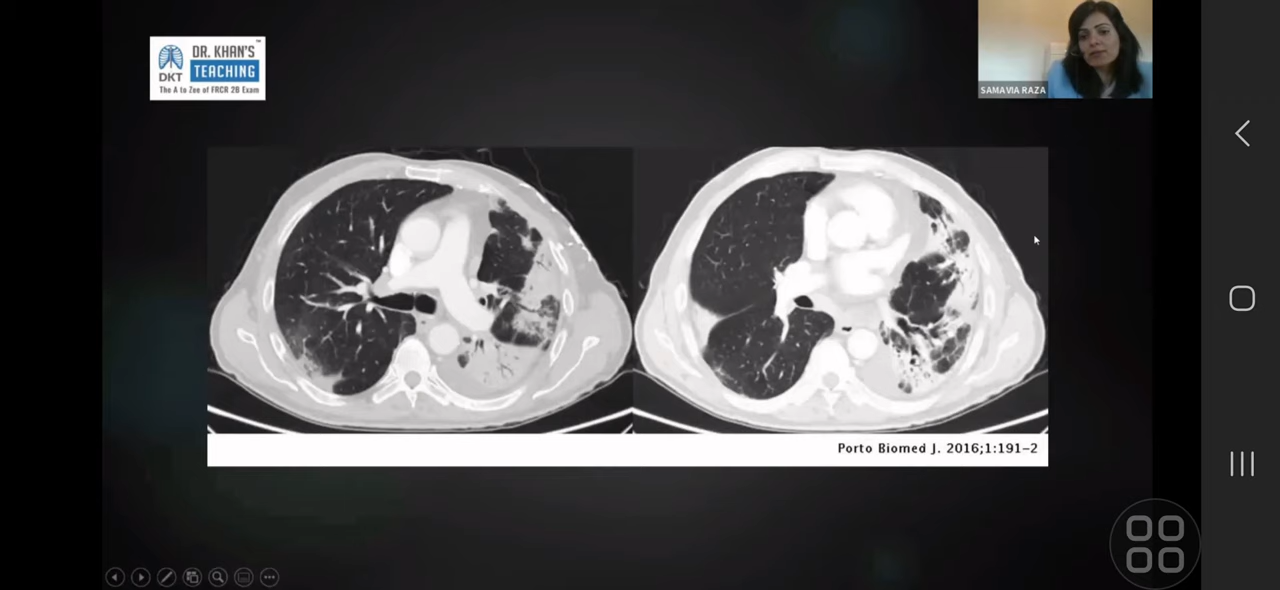 DR. KHAN'S
TEACHING
DKT
The A to Zee of FRCR 2B Exam
SAMAVIA RAZA
Porto Biomed J. 2016;1:191–2